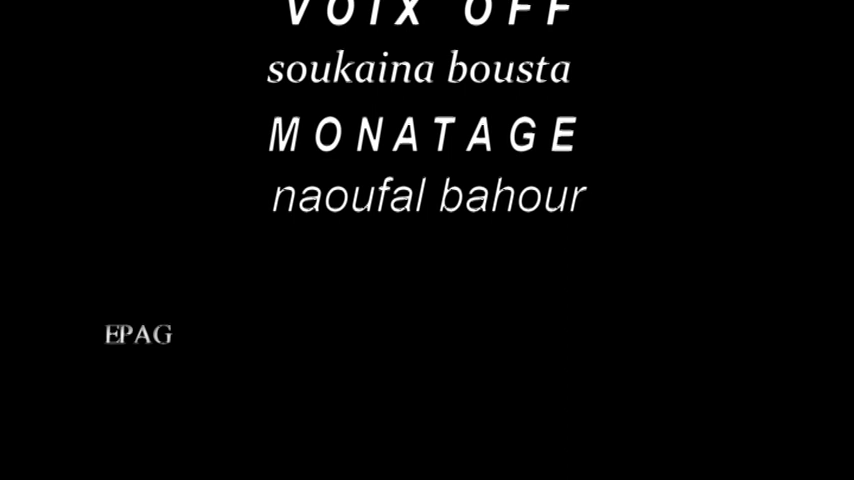 VOIX OFF
soukaina bousta
MONATAGE
naoufal bahour
EPAG